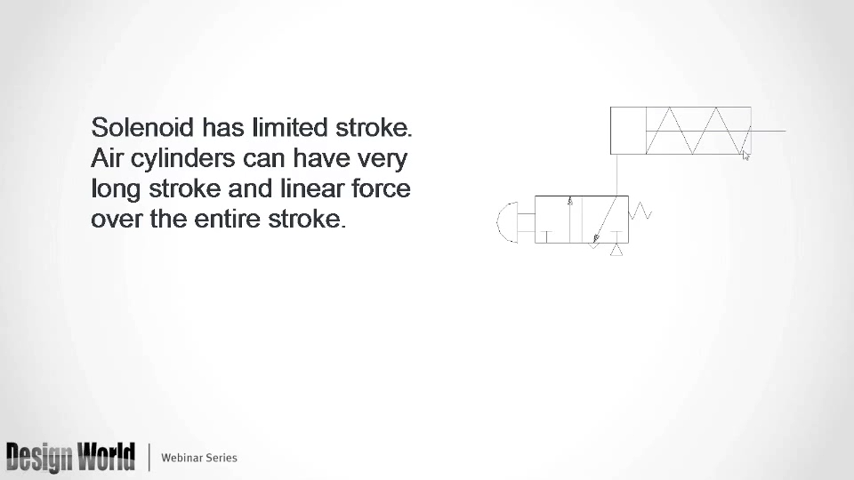 Solenoid has limited stroke.
Air cylinders can have very
long stroke and linear force
over the entire stroke.
Design World
Webinar Series